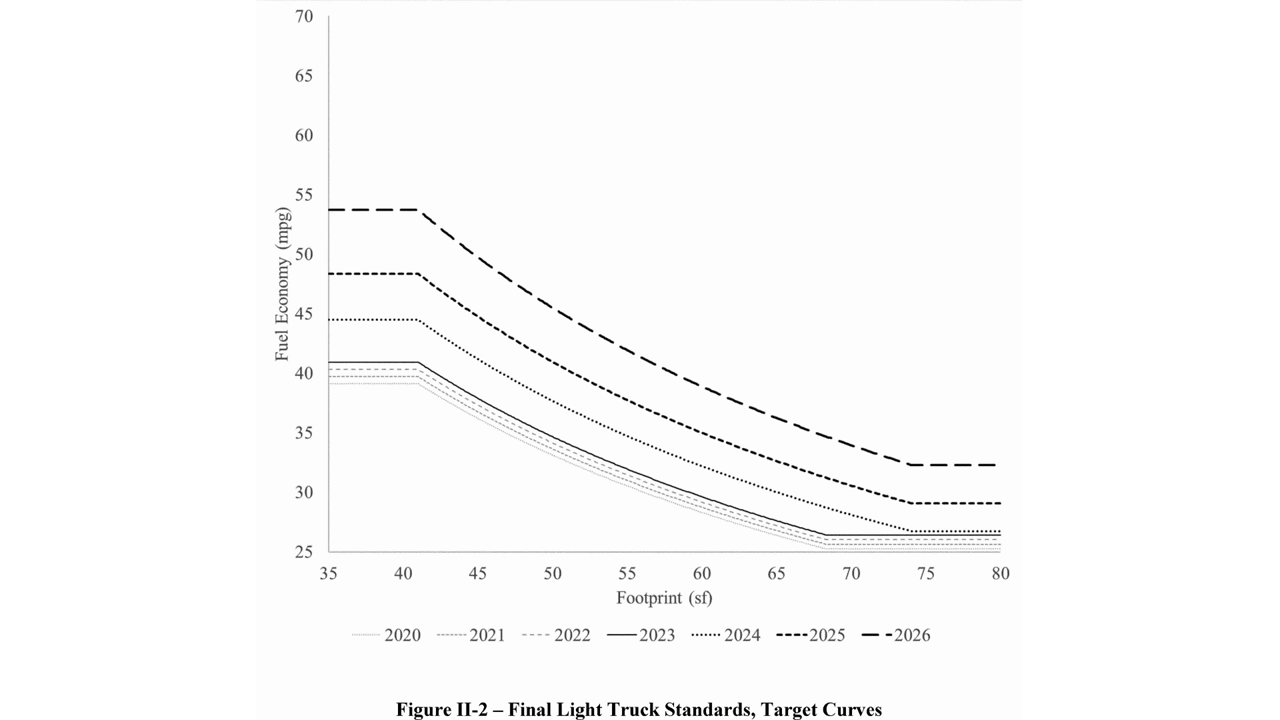 70
65
60
55
50
45
40
35
30
25
Fuel Economy (mpg)
35 40 45 50 55 60 65 70 75 80
Footprint (sf)
2020 2021 2022 2023 2024 2025 2026
Figure II-2 – Final Light Truck Standards, Target Curves